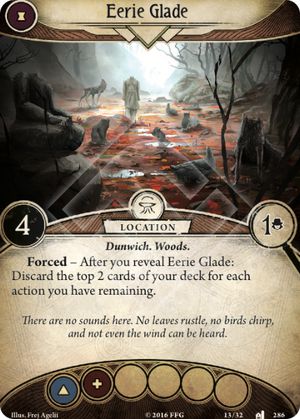 Eerie Glade
4
LOCATION
1
Dunwich. Woods.
Forced – After you reveal Eerie Glade:
Discard the top 2 cards of your deck for each
action you have remaining.
There are no sounds here. No leaves rustle, no birds chirp,
and not even the wind can be heard.
Illus. Frej Agelii
© 2016 FFG
13/32
286